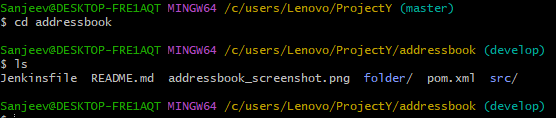 Sanjeev@DESKTOP-FRE1AQT MINGW64 /c/users/Lenovo/ProjectY (master)
$ cd addressbook
Sanjeev@DESKTOP-FRE1AQT MINGW64 /c/users/Lenovo/ProjectY/addressbook (develop)
$ ls
Jenkinsfile README.md addressbook_screenshot.png folder/ pom.xml src/
Sanjeev@DESKTOP-FRE1AQT MINGW64 /c/users/Lenovo/ProjectY/addressbook (develop)
$